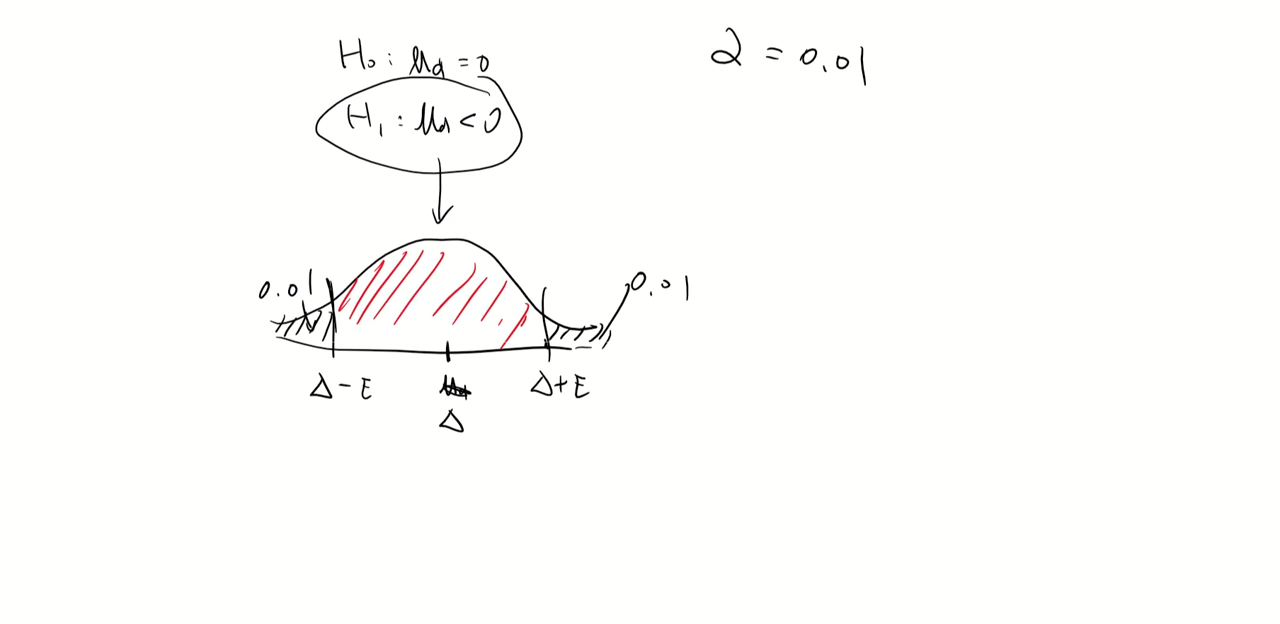 H₀ : μd = 0
α = 0.01
H₁ : μd < 0
0.01
0.01
Δ - E
Δ + E
Δ